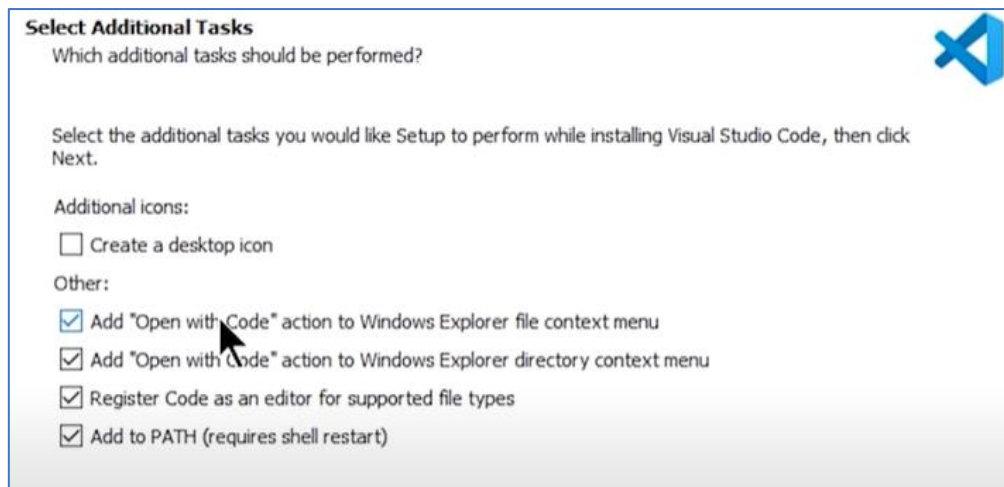 Select Additional Tasks
Which additional tasks should be performed?
Select the additional tasks you would like Setup to perform while installing Visual Studio Code, then click
Next.
Additional icons:
Create a desktop icon
Other:
Add "Open with Code" action to Windows Explorer file context menu
Add "Open with Code" action to Windows Explorer directory context menu
Register Code as an editor for supported file types
Add to PATH (requires shell restart)